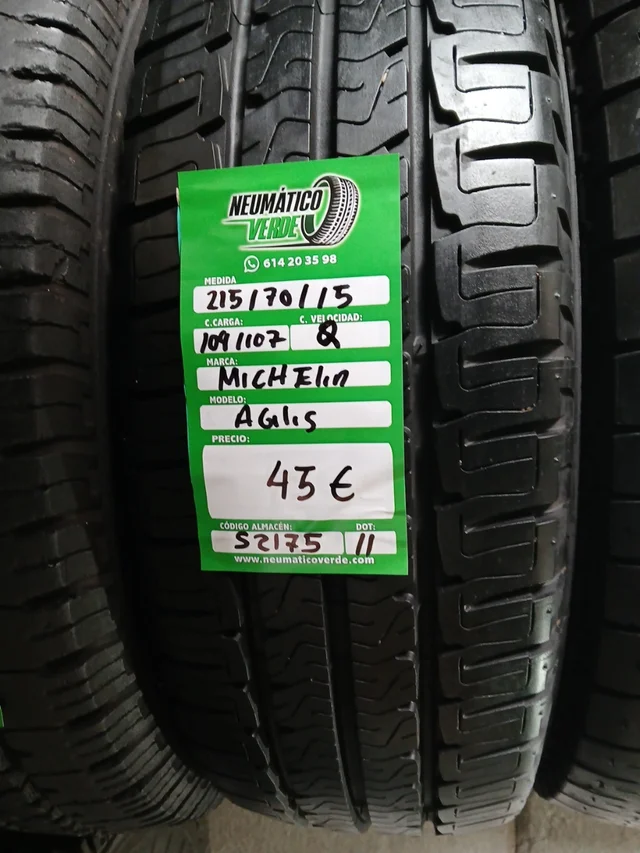 NEUMÁTICO
VERDE
614 20 35 98
MEDIDA
215/70/15
C.CARGA: C. VELOCIDAD:
109/107 Q
MARCA:
MICHElin
MODELO:
AGilis
PRECIO:
45 €
CÓDIGO ALMACÉN: DOT:
S2175 11
www.neumaticoverde.com